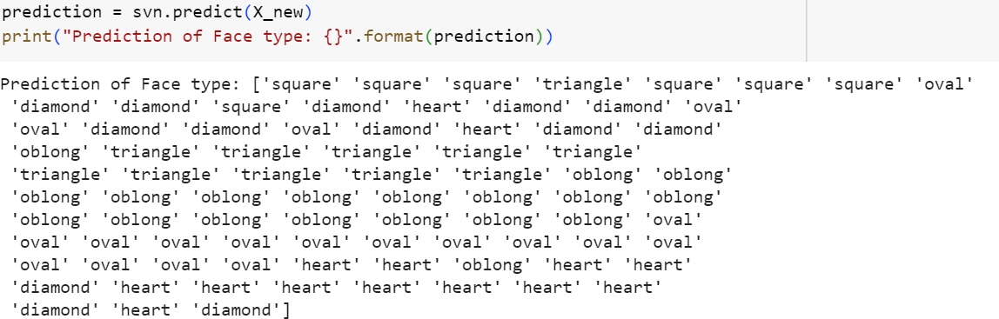 prediction = svn.predict(X_new)
print("Prediction of Face type: {}".format(prediction))
Prediction of Face type: ['square' 'square' 'square' 'triangle' 'square' 'square' 'square' 'oval'
'diamond' 'diamond' 'square' 'diamond' 'heart' 'diamond' 'diamond' 'oval'
'oval' 'diamond' 'diamond' 'oval' 'diamond' 'heart' 'diamond' 'diamond'
'oblong' 'triangle' 'triangle' 'triangle' 'triangle' 'triangle'
'triangle' 'triangle' 'triangle' 'triangle' 'triangle' 'oblong' 'oblong'
'oblong' 'oblong' 'oblong' 'oblong' 'oblong' 'oblong' 'oblong' 'oblong'
'oblong' 'oblong' 'oblong' 'oblong' 'oblong' 'oblong' 'oblong' 'oval'
'oval' 'oval' 'oval' 'oval' 'oval' 'oval' 'oval' 'oval' 'oval' 'oval'
'oval' 'oval' 'oval' 'oval' 'heart' 'heart' 'oblong' 'heart' 'heart'
'diamond' 'heart' 'heart' 'heart' 'heart' 'heart' 'heart' 'heart'
'diamond' 'heart' 'diamond']